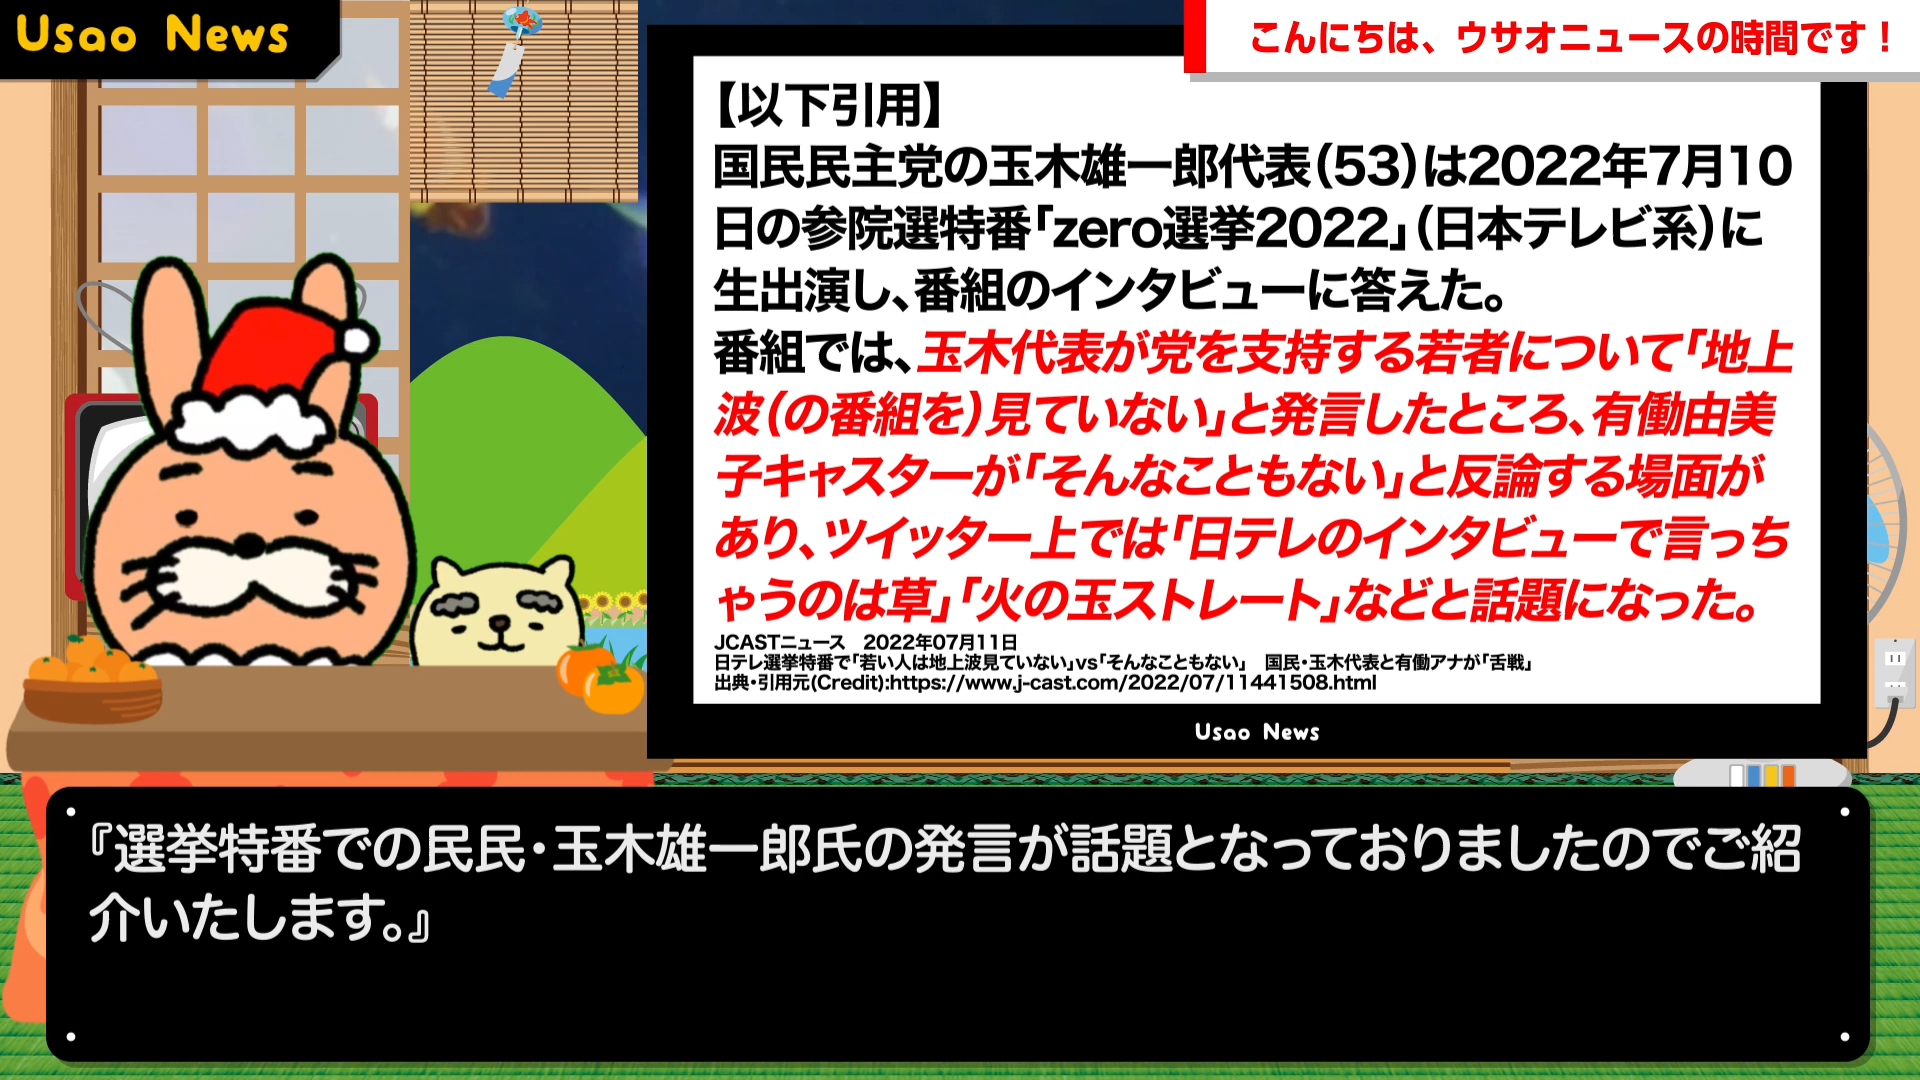 Usao News
こんにちは、ウサオニュースの時間です！
【以下引用】
国民民主党の玉木雄一郎代表（53）は2022年7月10
日の参院選特番「zero選挙2022」（日本テレビ系）に
生出演し、番組のインタビューに答えた。
番組では、玉木代表が党を支持する若者について「地上
波（の番組を）見ていない」と発言したところ、有働由美
子キャスターが「そんなこともない」と反論する場面が
あり、ツイッター上では「日テレのインタビューで言っち
ゃうのは草」「火の玉ストレート」などと話題になった。
JCASTニュース　2022年07月11日
日テレ選挙特番で「若い人は地上波見ていない」vs「そんなこともない」　国民・玉木代表と有働アナが「舌戦」
出典・引用元(Credit):https://www.j-cast.com/2022/07/11441508.html
Usao News
『選挙特番での民民・玉木雄一郎氏の発言が話題となっておりましたのでご紹
介いたします。』